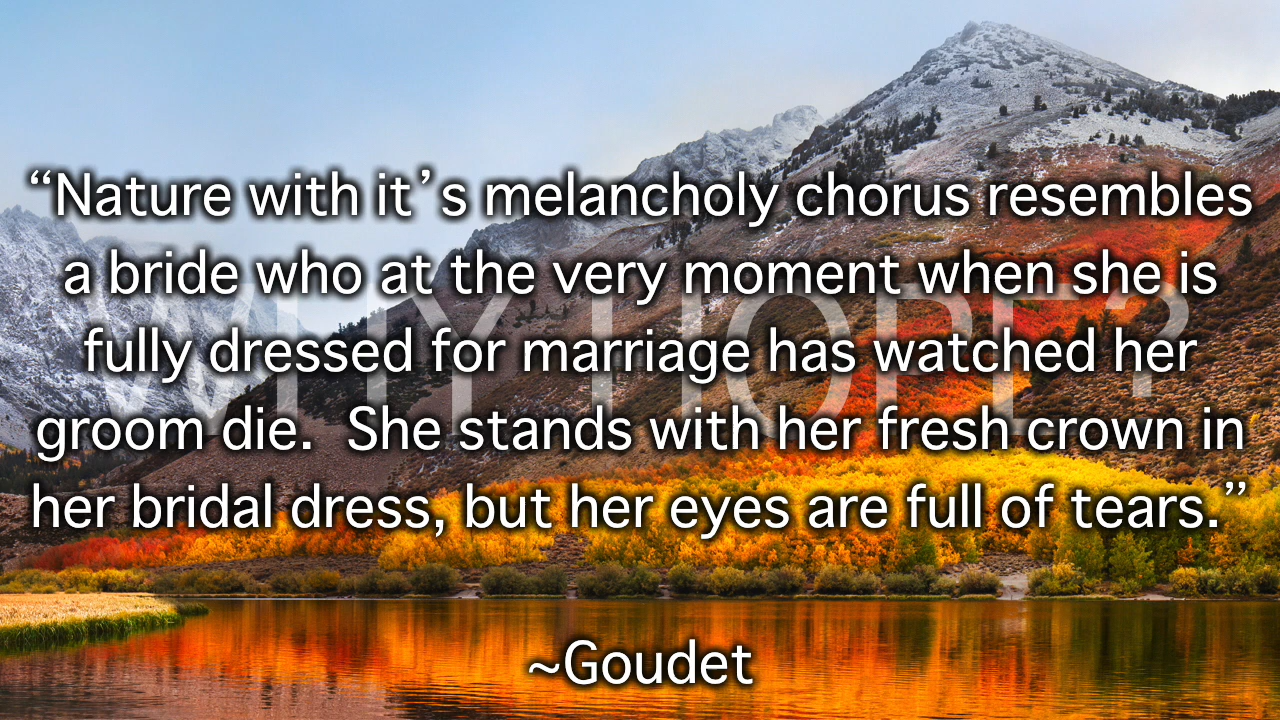 “Nature with it’s melancholy chorus resembles
a bride who at the very moment when she is
WHY HOPE?
fully dressed for marriage has watched her
groom die.  She stands with her fresh crown in
her bridal dress, but her eyes are full of tears.”
~Goudet